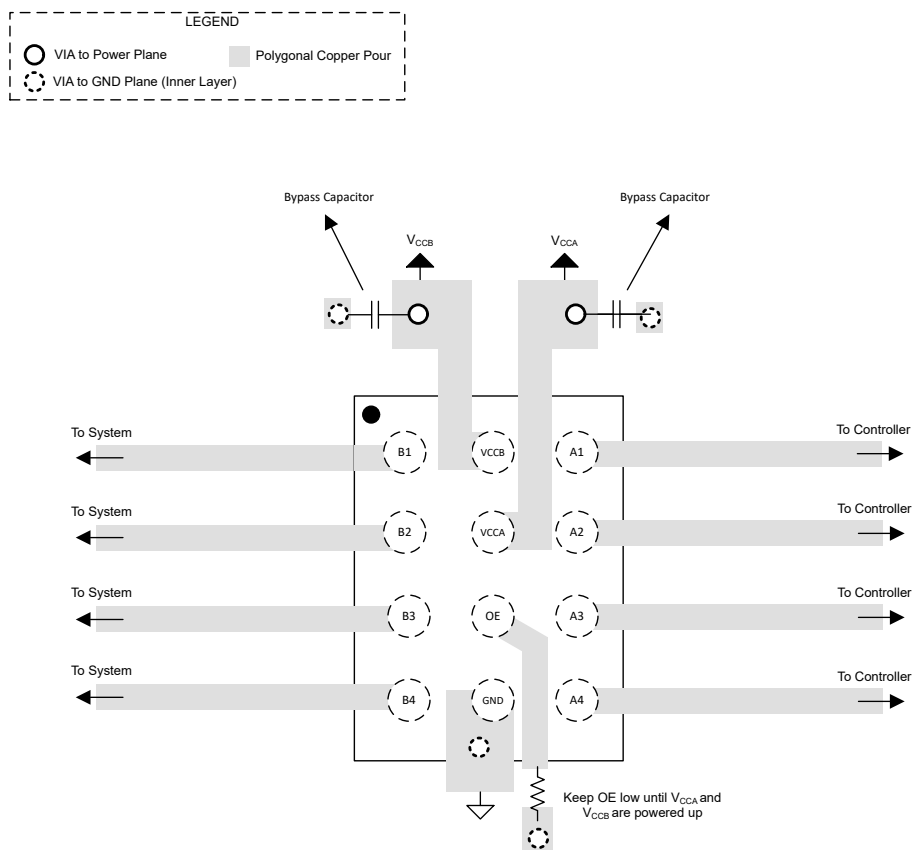 LEGEND
VIA to Power Plane
Polygonal Copper Pour
VIA to GND Plane (Inner Layer)
Bypass Capacitor
Bypass Capacitor
VCCB
VCCA
To System
To Controller
B1
VCCB
A1
To System
To Controller
B2
VCCA
A2
To System
To Controller
B3
OE
A3
To System
To Controller
B4
GND
A4
Keep OE low until VCCA and
VCCB are powered up